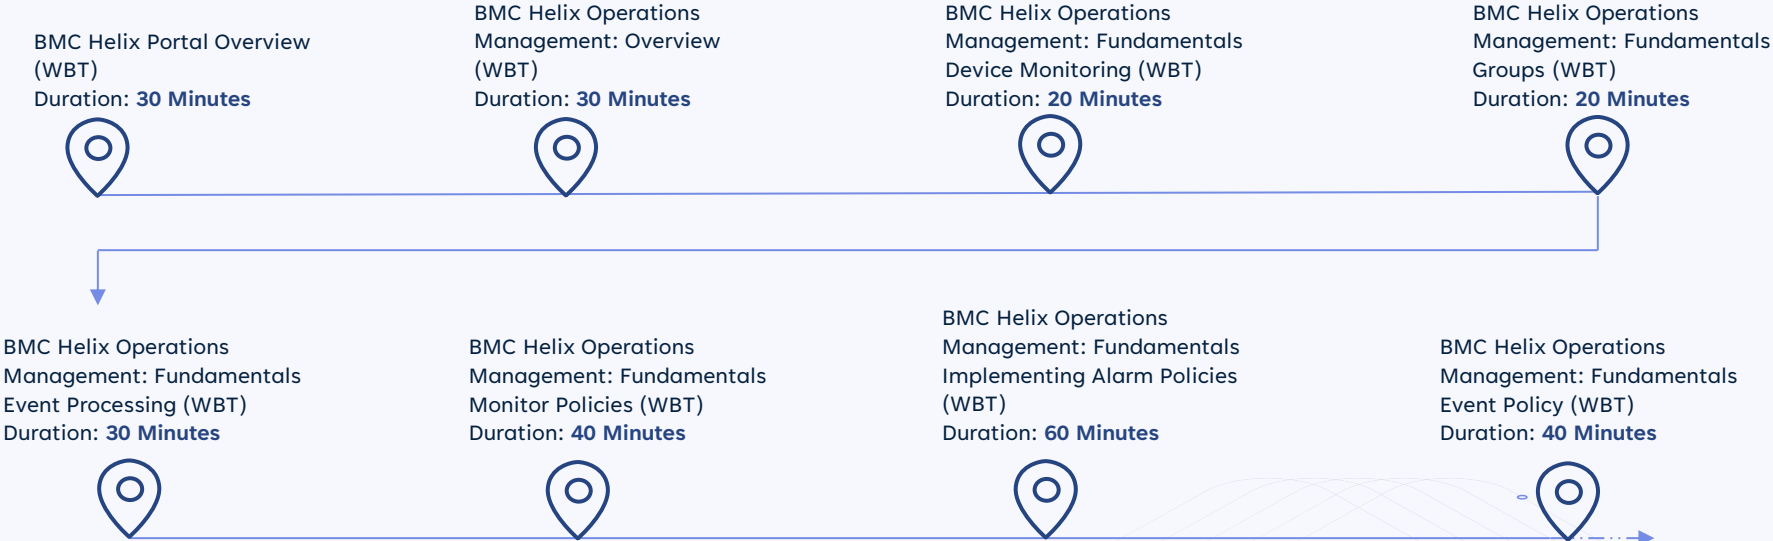 BMC Helix Portal Overview
(WBT)
Duration: 30 Minutes
BMC Helix Operations
Management: Overview
(WBT)
Duration: 30 Minutes
BMC Helix Operations
Management: Fundamentals
Device Monitoring (WBT)
Duration: 20 Minutes
BMC Helix Operations
Management: Fundamentals
Groups (WBT)
Duration: 20 Minutes
BMC Helix Operations
Management: Fundamentals
Event Processing (WBT)
Duration: 30 Minutes
BMC Helix Operations
Management: Fundamentals
Monitor Policies (WBT)
Duration: 40 Minutes
BMC Helix Operations
Management: Fundamentals
Implementing Alarm Policies
(WBT)
Duration: 60 Minutes
BMC Helix Operations
Management: Fundamentals
Event Policy (WBT)
Duration: 40 Minutes